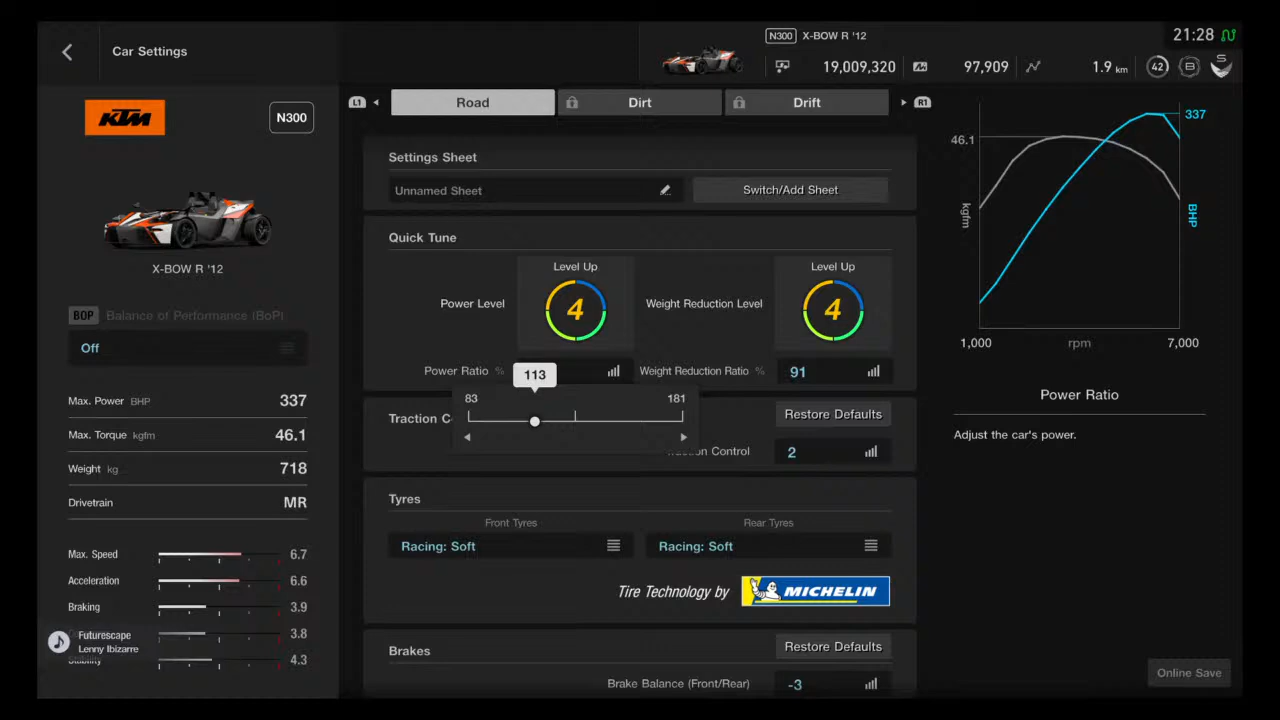 Car Settings
N300 X-BOW R '12
21:28
19,009,320
97,909
1.9 km
42
B
S
KTM
N300
X-BOW R '12
BOP Balance of Performance (BoP)
Off
Max. Power BHP 337
Max. Torque kgfm 46.1
Weight kg 718
Drivetrain MR
Max. Speed 6.7
Acceleration 6.6
Braking 3.9
3.8
Stability 4.3
Futurescape
Lenny Ibizarre
L1 Road Dirt Drift R1
Settings Sheet
Unnamed Sheet
Switch/Add Sheet
Quick Tune
Level Up Level Up
Power Level 4 Weight Reduction Level 4
Power Ratio % Weight Reduction Ratio % 91
113
83 181
Traction C
Restore Defaults
Traction Control 2
Tyres
Front Tyres Rear Tyres
Racing: Soft Racing: Soft
Tire Technology by MICHELIN
Brakes
Restore Defaults
Brake Balance (Front/Rear) -3
337
46.1
kgfm
BHP
1,000 rpm 7,000
Power Ratio
Adjust the car's power.
Online Save